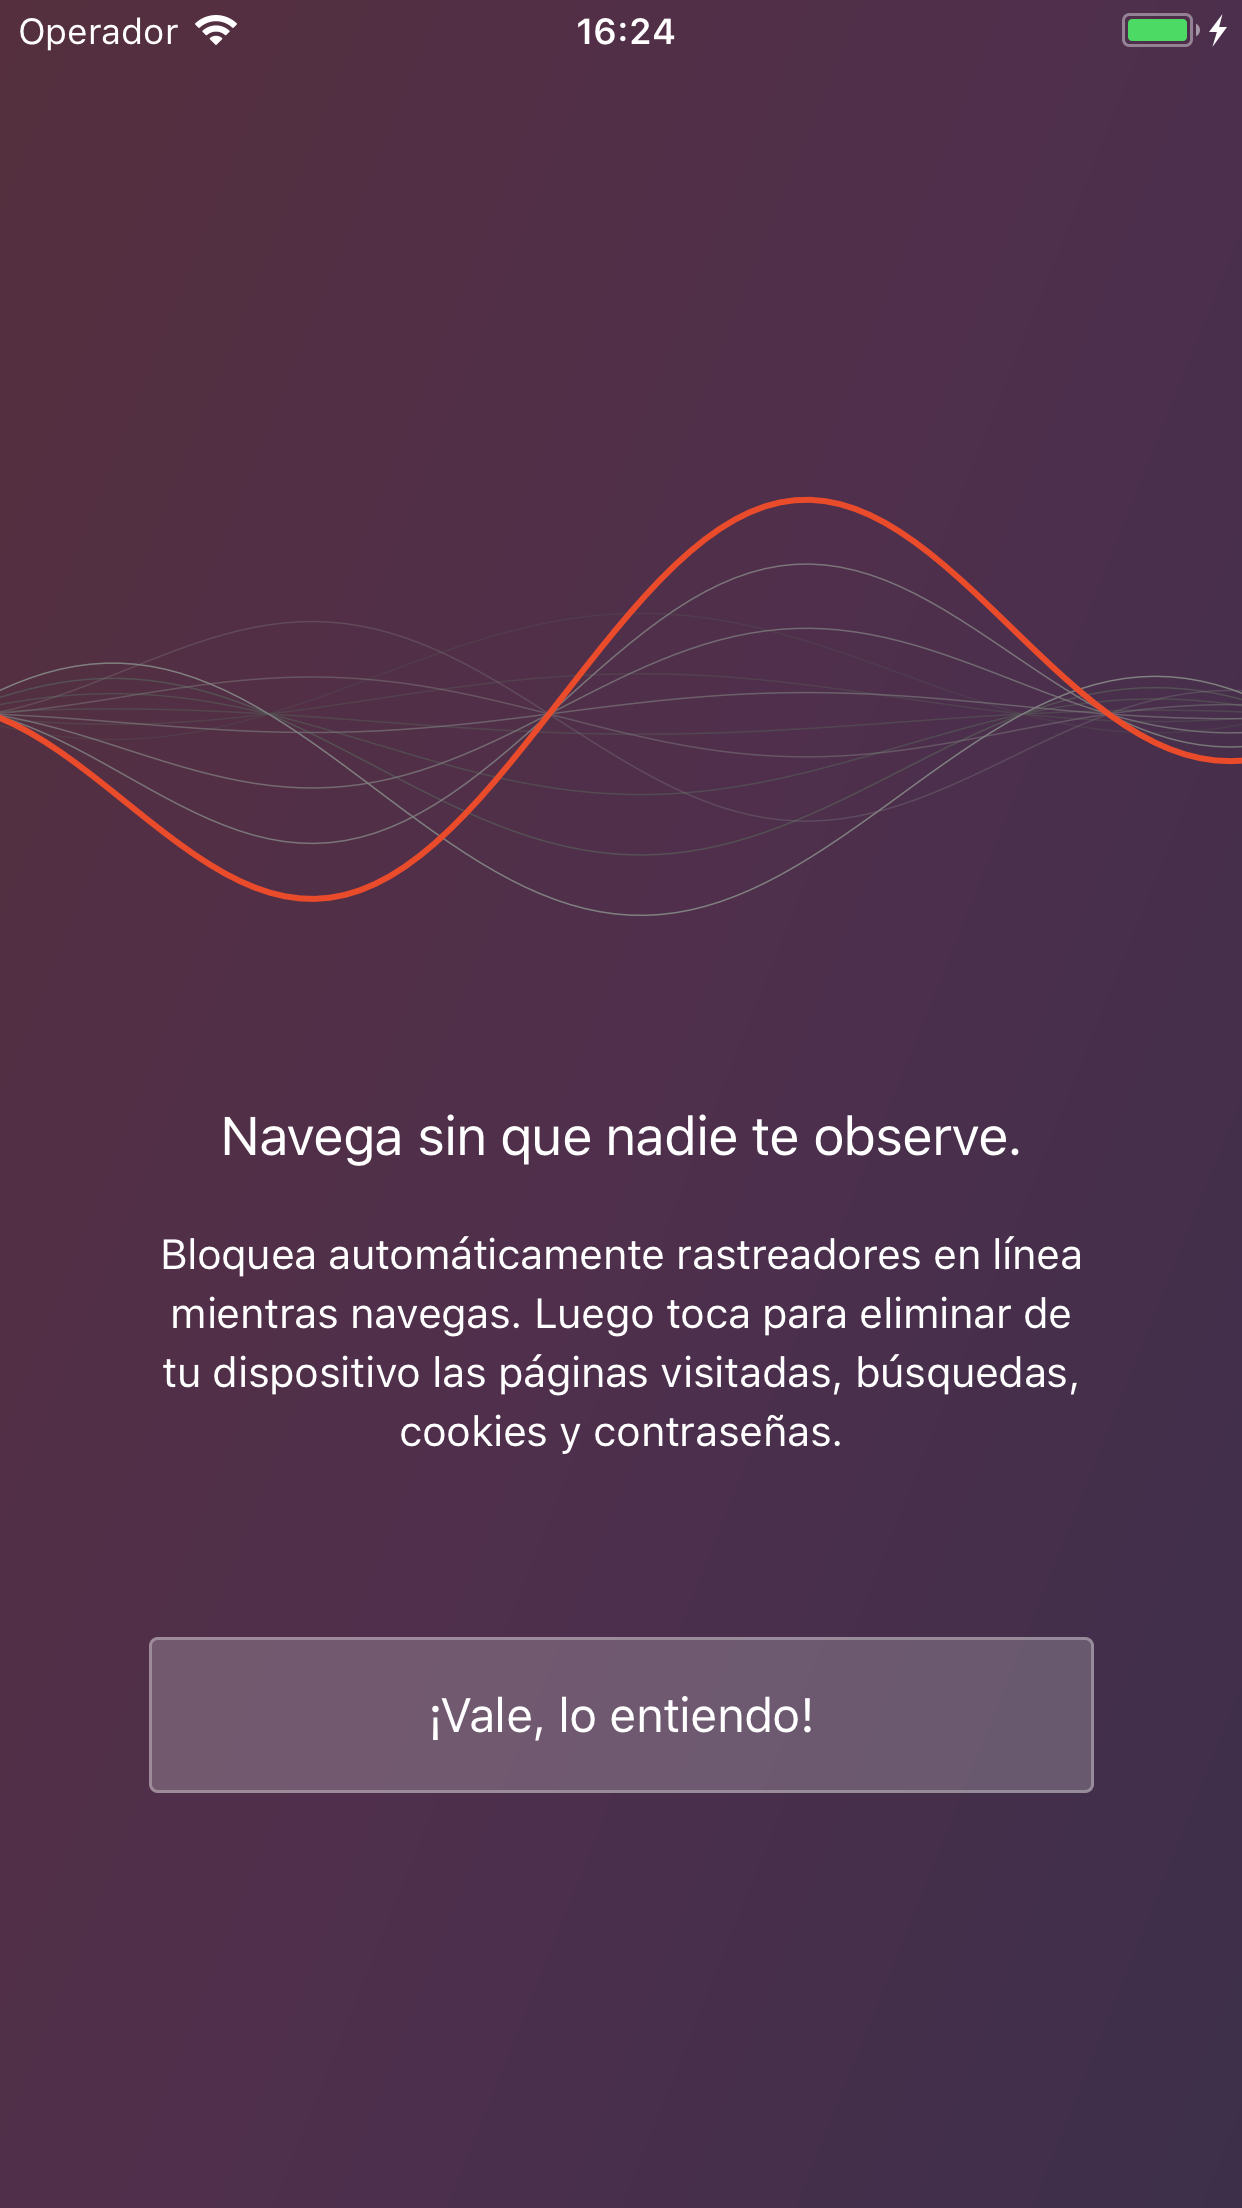 Operador
16:24
Navega sin que nadie te observe.
Bloquea automáticamente rastreadores en línea
mientras navegas. Luego toca para eliminar de
tu dispositivo las páginas visitadas, búsquedas,
cookies y contraseñas.
¡Vale, lo entiendo!